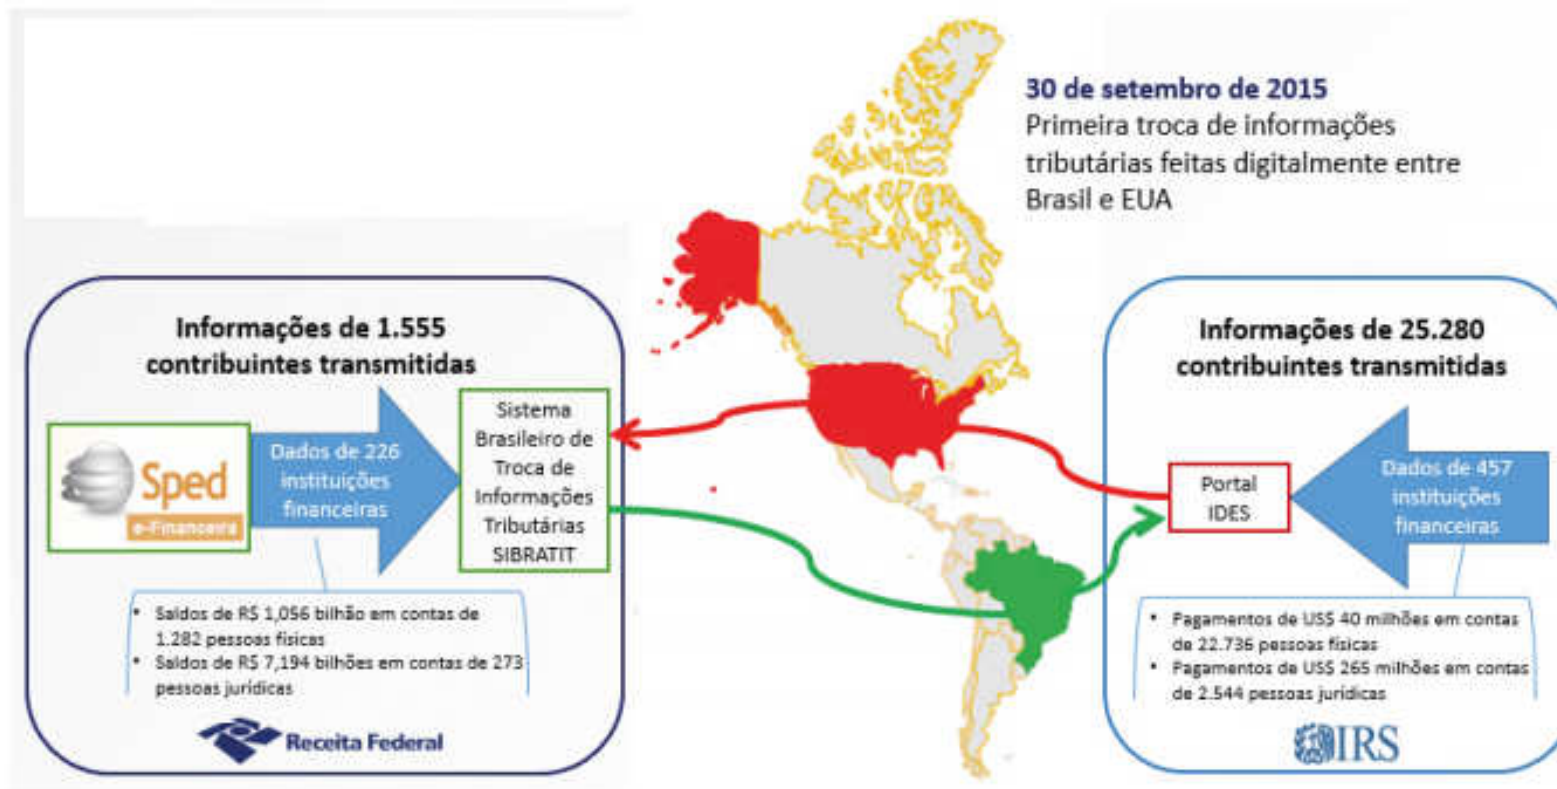 30 de setembro de 2015
Primeira troca de informações
tributárias feitas digitalmente entre
Brasil e EUA
Informações de 1.555
contribuintes transmitidas
Sped
e-Financeira
Dados de 226
instituições
financeiras
Sistema
Brasileiro de
Troca de
Informações
Tributárias
SIBRATIT
• Saldos de R$ 1,056 bilhão em contas de
1.282 pessoas físicas
• Saldos de R$ 7,194 bilhões em contas de 273
pessoas jurídicas
Receita Federal
Informações de 25.280
contribuintes transmitidas
Portal
IDES
Dados de 457
instituições
financeiras
• Pagamentos de US$ 40 milhões em contas
de 22.736 pessoas físicas
• Pagamentos de US$ 265 milhões em contas
de 2.544 pessoas jurídicas
IRS